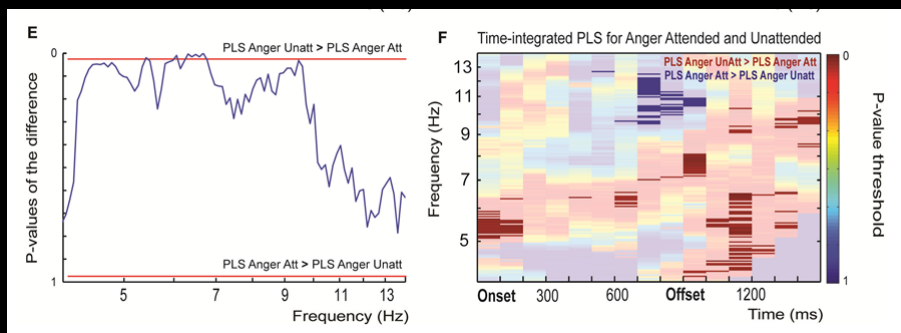 E
0
PLS Anger Unatt > PLS Anger Att
P-values of the difference
PLS Anger Att > PLS Anger Unatt
1
5 7 9 11 13
Frequency (Hz)
F
Time-integrated PLS for Anger Attended and Unattended
PLS Anger UnAtt > PLS Anger Att
PLS Anger Att > PLS Anger Unatt
13
11
9
7
5
Frequency (Hz)
Onset 300 600 Offset 1200
Time (ms)
0
1
P-value threshold